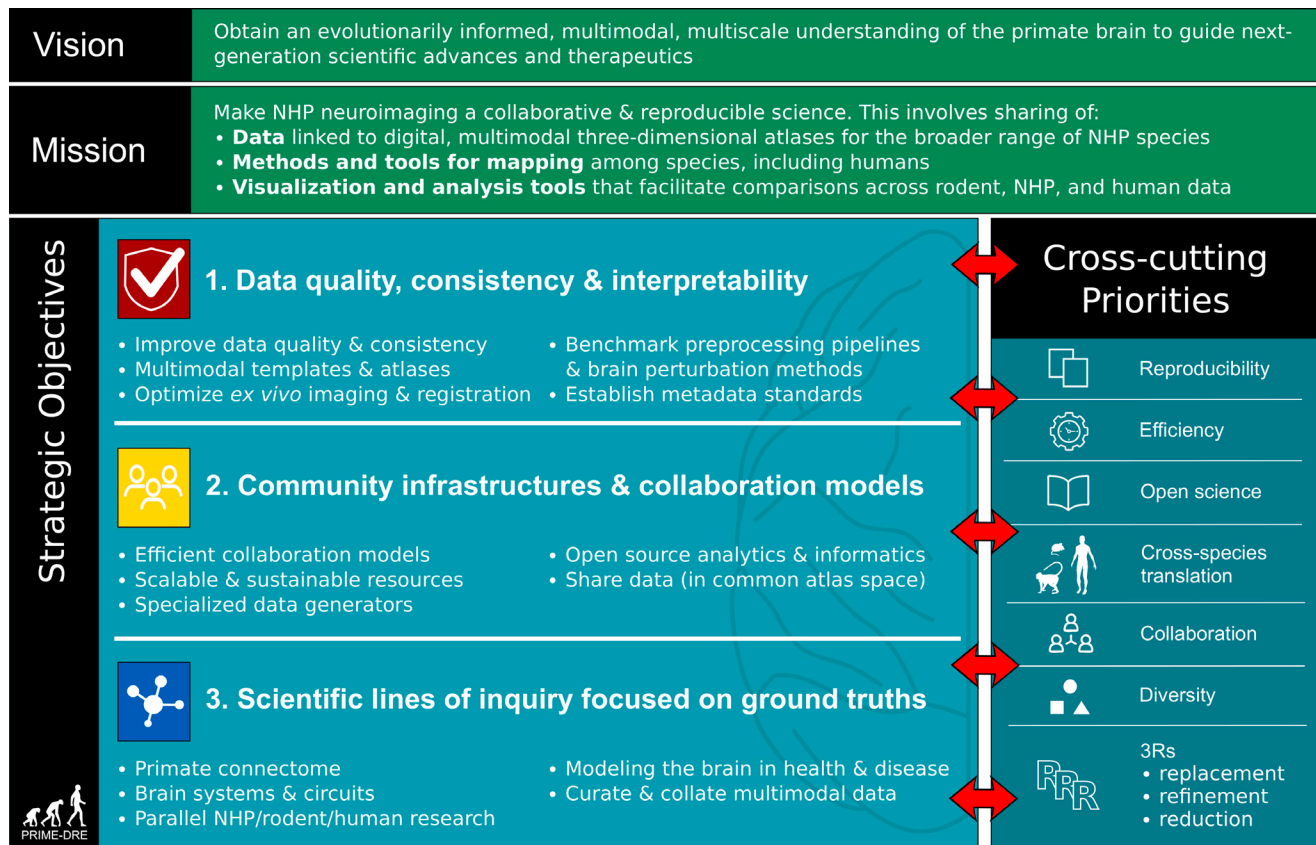 Vision
Obtain an evolutionarily informed, multimodal, multiscale understanding of the primate brain to guide next-
generation scientific advances and therapeutics
Mission
Make NHP neuroimaging a collaborative & reproducible science. This involves sharing of:
• Data linked to digital, multimodal three-dimensional atlases for the broader range of NHP species
• Methods and tools for mapping among species, including humans
• Visualization and analysis tools that facilitate comparisons across rodent, NHP, and human data
Strategic Objectives
1. Data quality, consistency & interpretability
• Improve data quality & consistency
• Multimodal templates & atlases
• Optimize ex vivo imaging & registration
• Benchmark preprocessing pipelines
& brain perturbation methods
• Establish metadata standards
2. Community infrastructures & collaboration models
• Efficient collaboration models
• Scalable & sustainable resources
• Specialized data generators
• Open source analytics & informatics
• Share data (in common atlas space)
3. Scientific lines of inquiry focused on ground truths
• Primate connectome
• Brain systems & circuits
• Parallel NHP/rodent/human research
• Modeling the brain in health & disease
• Curate & collate multimodal data
PRIME-DRE
Cross-cutting
Priorities
Reproducibility
Efficiency
Open science
Cross-species
translation
Collaboration
Diversity
RRR
3Rs
• replacement
• refinement
• reduction